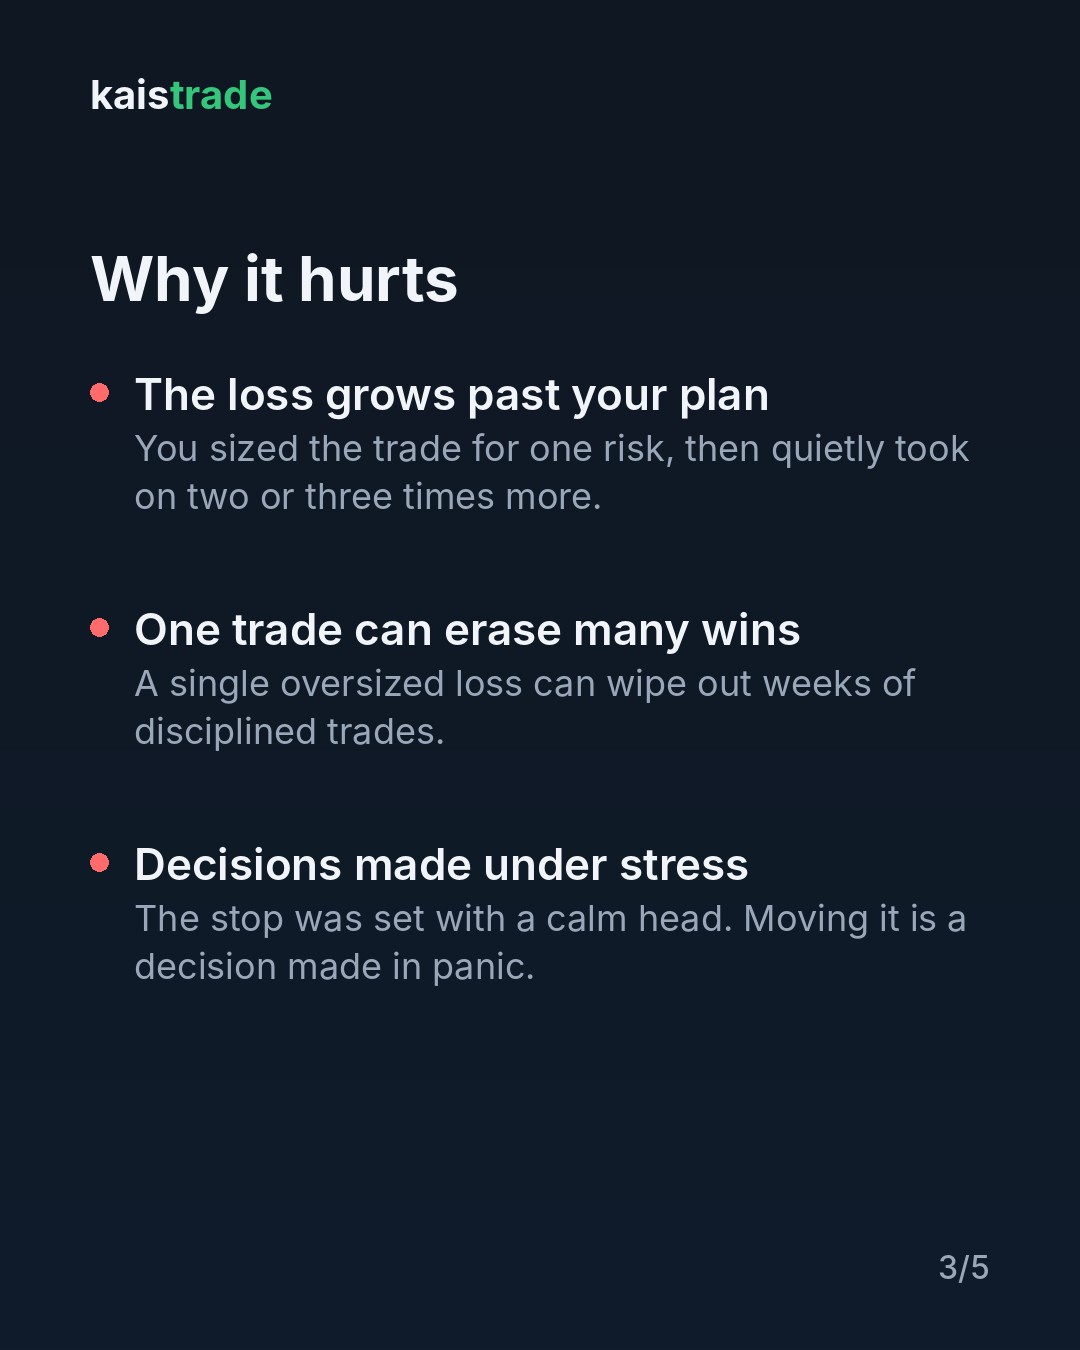 kaistrade
Why it hurts
The loss grows past your plan
You sized the trade for one risk, then quietly took
on two or three times more.
One trade can erase many wins
A single oversized loss can wipe out weeks of
disciplined trades.
Decisions made under stress
The stop was set with a calm head. Moving it is a
decision made in panic.
3/5